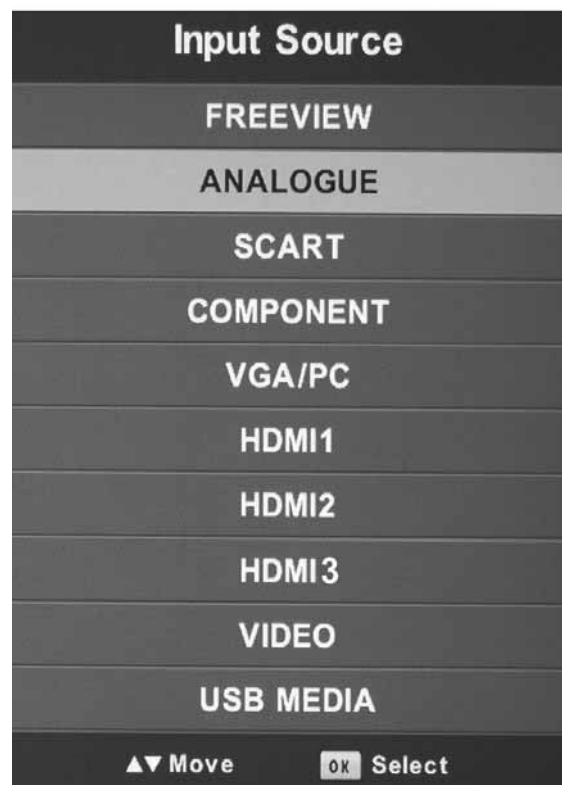 Input Source
FREEVIEW
ANALOGUE
SCART
COMPONENT
VGA/PC
HDMI1
HDMI2
HDMI3
VIDEO
USB MEDIA
▲▼ Move OK Select